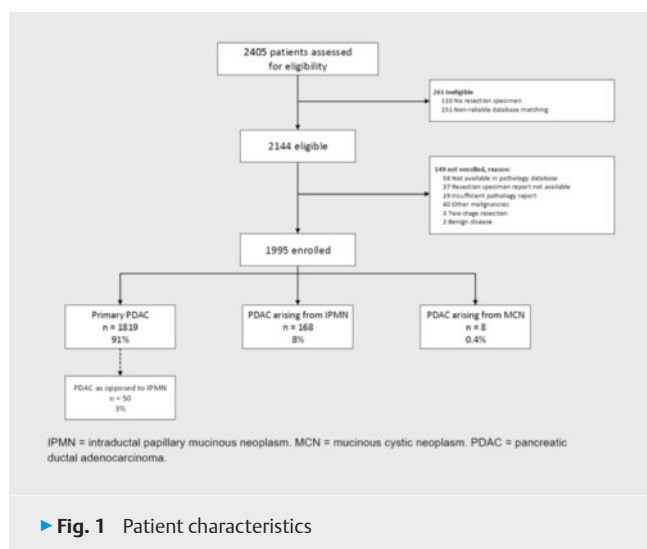 2405 patients assessed
for eligibility
261 Ineligible
110 No resection specimen
151 Non-reliable database matching
2144 eligible
149 not enrolled, reason:
58 Not available in pathology database
27 Resection specimen report not available
19 Insufficient pathology report
40 Other malignancies
3 Two-stage resection
2 Benign disease
1995 enrolled
Primary PDAC
n = 1819
91%
PDAC arising from IPMN
n = 168
8%
PDAC arising from MCN
n = 8
0.4%
PDAC as opposed to IPMN
n = 50
3%
IPMN = intraductal papillary mucinous neoplasm. MCN = mucinous cystic neoplasm. PDAC = pancreatic
ductal adenocarcinoma.
▶ Fig. 1 Patient characteristics